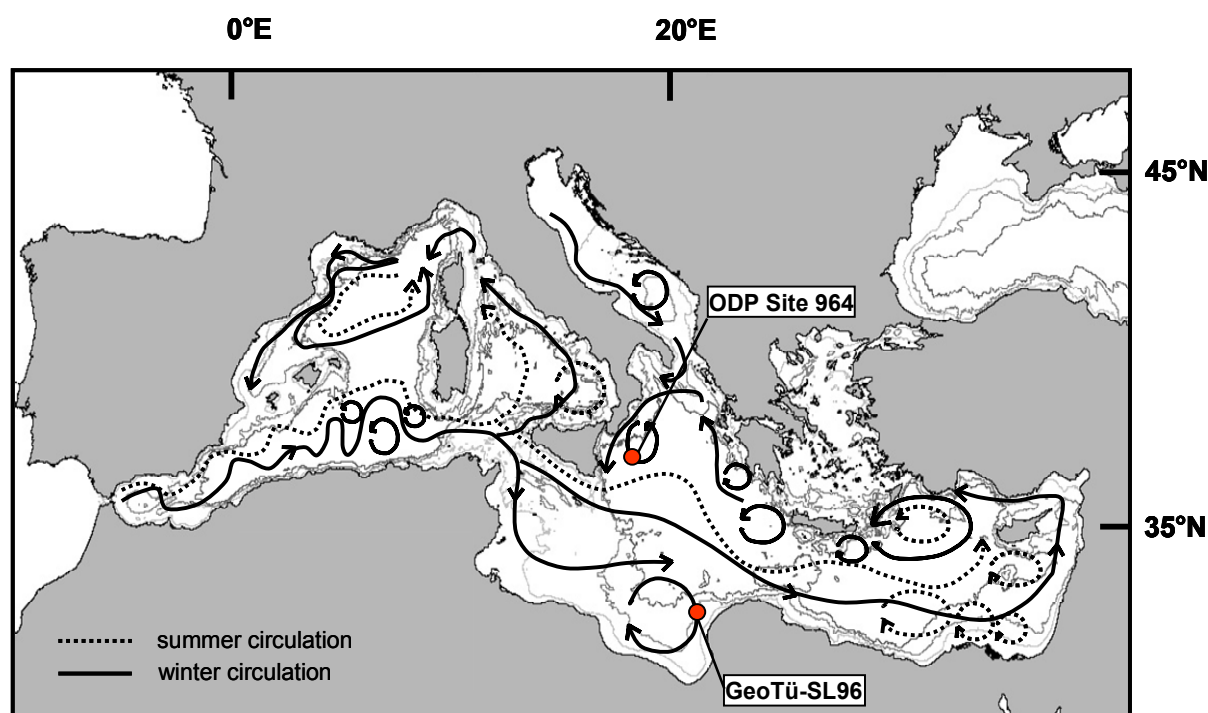 0°E
20°E
45°N
ODP Site 964
35°N
summer circulation
winter circulation
GeoTü-SL96